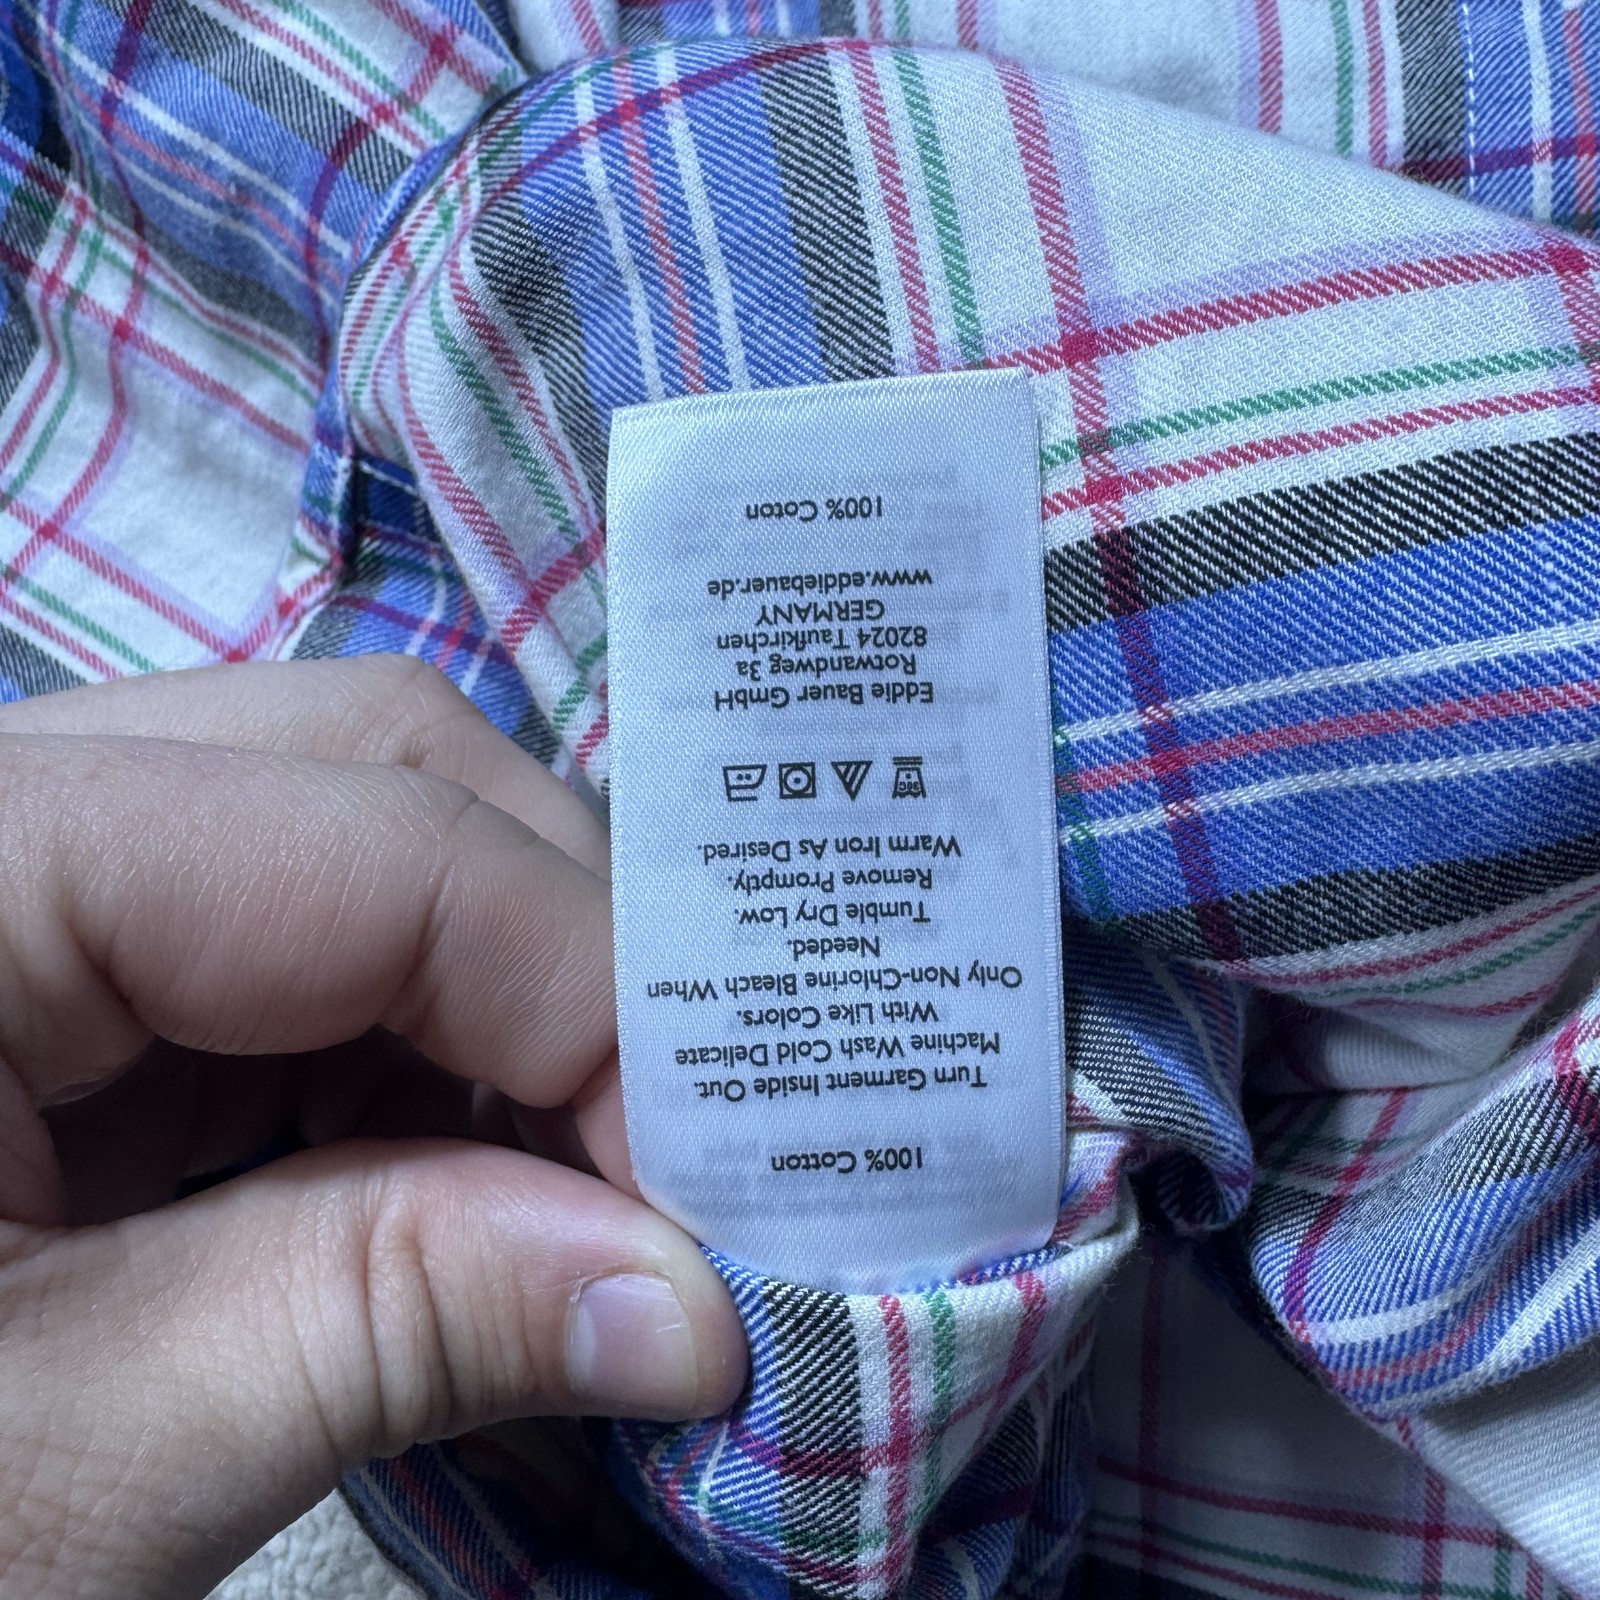 100% Cotton
Turn Garment Inside Out.
Machine Wash Cold Delicate
With Like Colors.
Only Non-Chlorine Bleach When
Needed.
Tumble Dry Low.
Remove Promptly.
Warm Iron As Desired.
30C
Eddie Bauer GmbH
Rotwandweg 3a
82024 Taufkirchen
GERMANY
www.eddiebauer.de
100% Coton